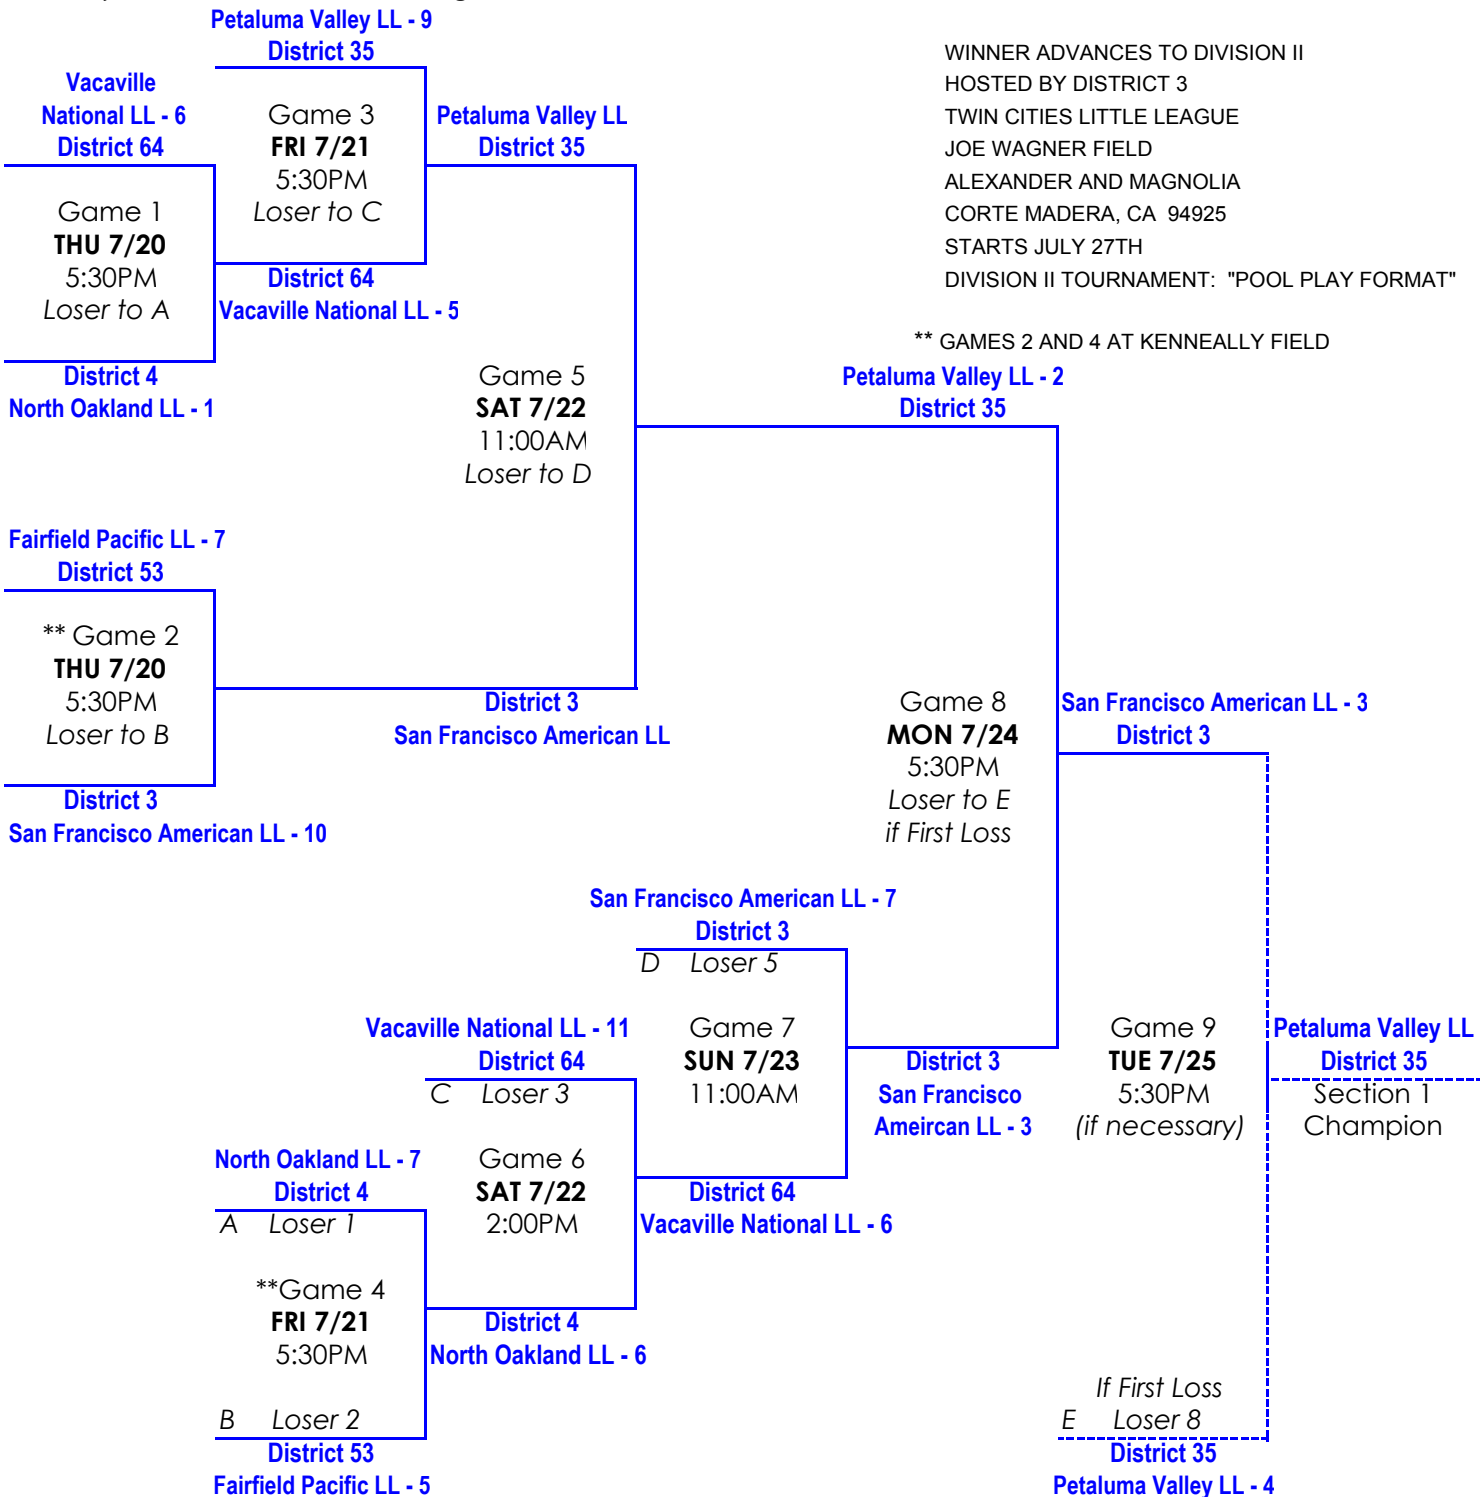 Petaluma Valley LL - 9
District 35
WINNER ADVANCES TO DIVISION II
HOSTED BY DISTRICT 3
TWIN CITIES LITTLE LEAGUE
JOE WAGNER FIELD
ALEXANDER AND MAGNOLIA
CORTE MADERA, CA 94925
STARTS JULY 27TH
DIVISION II TOURNAMENT: "POOL PLAY FORMAT"
** GAMES 2 AND 4 AT KENNEALLY FIELD
Vacaville
National LL - 6
District 64
Game 3
FRI 7/21
5:30PM
Loser to C
Petaluma Valley LL
District 35
Game 1
THU 7/20
5:30PM
Loser to A
District 64
Vacaville National LL - 5
District 4
North Oakland LL - 1
Game 5
SAT 7/22
11:00AM
Loser to D
Petaluma Valley LL - 2
District 35
Fairfield Pacific LL - 7
District 53
** Game 2
THU 7/20
5:30PM
Loser to B
District 3
San Francisco American LL
District 3
San Francisco American LL - 10
Game 8
MON 7/24
5:30PM
Loser to E
if First Loss
San Francisco American LL - 3
District 3
San Francisco American LL - 7
District 3
D Loser 5
Game 7
SUN 7/23
11:00AM
Vacaville National LL - 11
District 64
C Loser 3
District 3
San Francisco
Ameircan LL - 3
Game 9
TUE 7/25
5:30PM
(if necessary)
Petaluma Valley LL
District 35
Section 1
Champion
North Oakland LL - 7
District 4
A Loser 1
Game 6
SAT 7/22
2:00PM
District 64
Vacaville National LL - 6
**Game 4
FRI 7/21
5:30PM
District 4
North Oakland LL - 6
B Loser 2
District 53
Fairfield Pacific LL - 5
If First Loss
E Loser 8
District 35
Petaluma Valley LL - 4